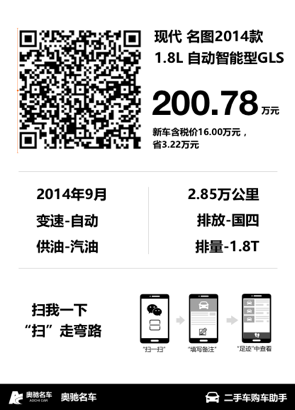 现代 名图2014款
1.8L 自动智能型GLS
200.78 万元
新车含税价16.00万元，
省3.22万元
2014年9月
2.85万公里
变速-自动
排放-国四
供油-汽油
排量-1.8T
扫我一下
“扫”走弯路
“扫一扫”
“填写备注”
“足迹”中查看
奥驰名车
AOCHI CAR
奥驰名车
二手车购车助手